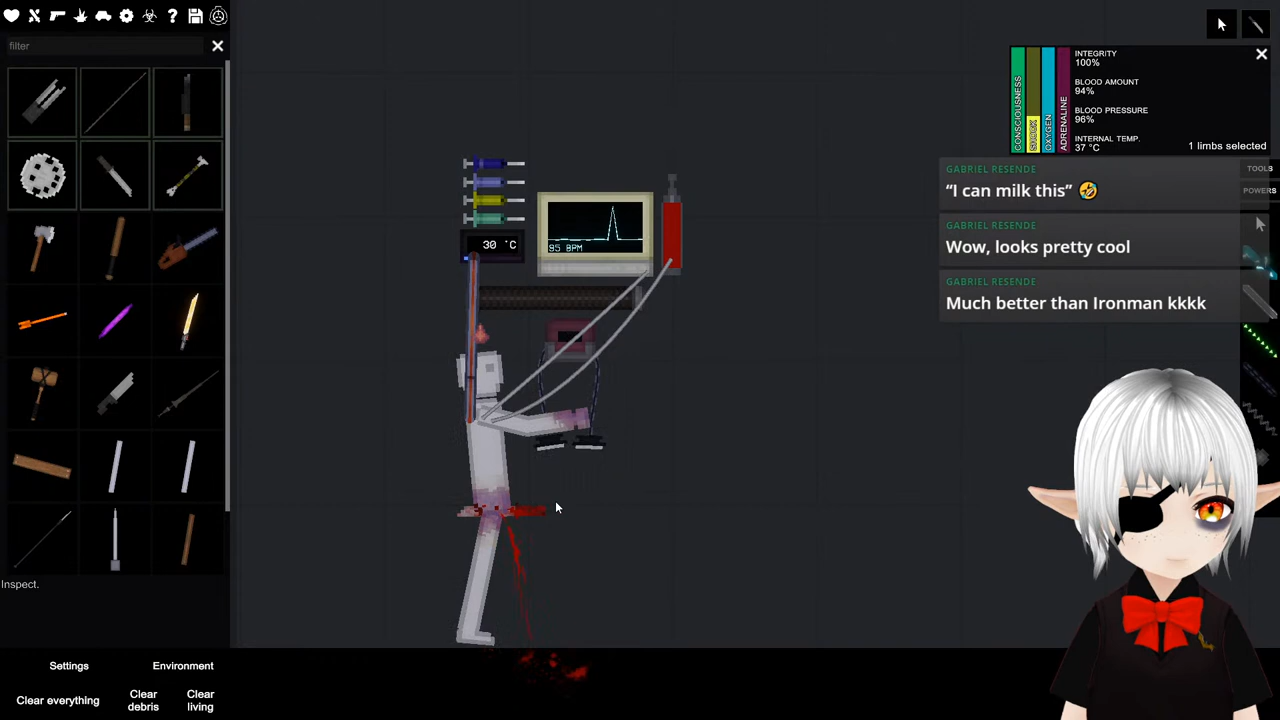 filter
INTEGRITY
100%
BLOOD AMOUNT
94%
BLOOD PRESSURE
96%
INTERNAL TEMP.
37 °C
CONSCIOUSNESS
SHOCK
OXYGEN
ADRENALINE
1 limbs selected
GABRIEL RESENDE
“I can milk this” 🤣
GABRIEL RESENDE
Wow, looks pretty cool
GABRIEL RESENDE
Much better than Ironman kkkk
TOOLS
POWERS
30 °C
95 BPM
Inspect.
Settings
Environment
Clear everything
Clear
debris
Clear
living